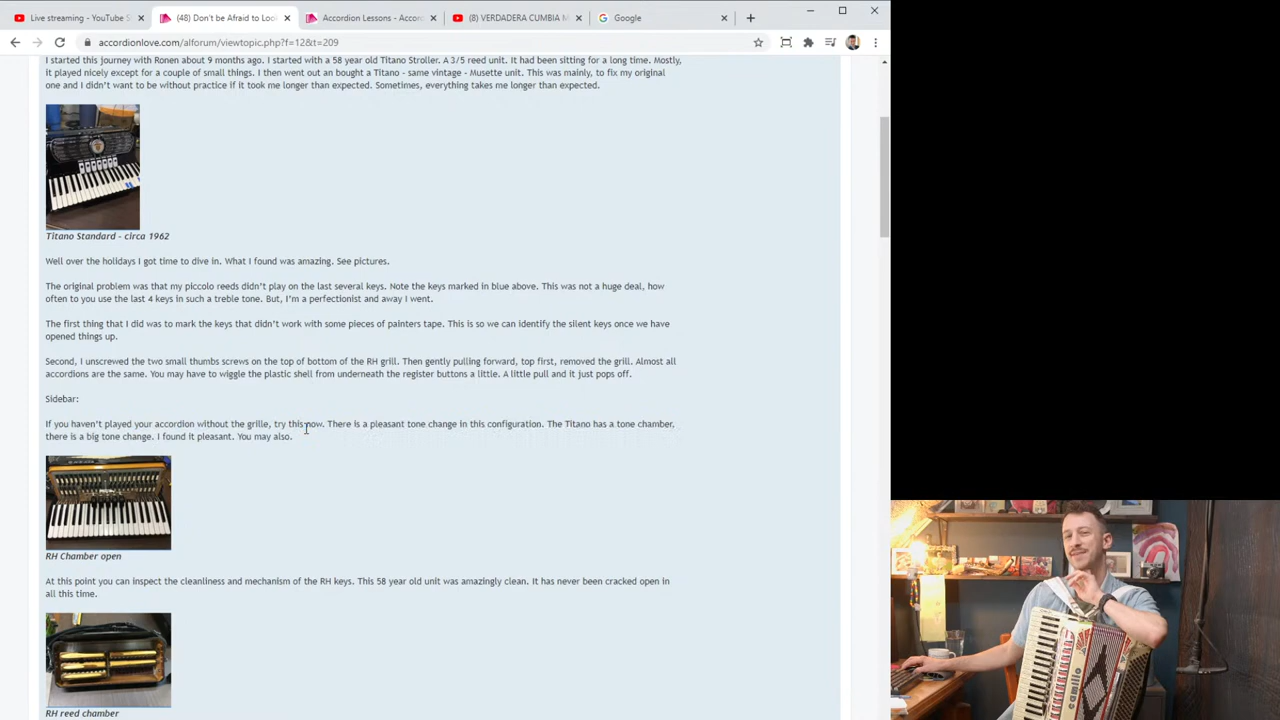 Live streaming - YouTube S
(48) Don't be Afraid to Loo
Accordion Lessons - Accord
(8) VERDADERA CUMBIA M
Google
accordionlove.com/alforum/viewtopic.php?f=12&t=209
I started this journey with Ronen about 9 months ago. I started with a 58 year old Titano Stroller. A 3/5 reed unit. It had been sitting for a long time. Mostly,
it played nicely except for a couple of small things. I then went out an bought a Titano - same vintage - Musette unit. This was mainly, to fix my original
one and I didn't want to be without practice if it took me longer than expected. Sometimes, everything takes me longer than expected.
Titano Standard - circa 1962
Well over the holidays I got time to dive in. What I found was amazing. See pictures.
The original problem was that my piccolo reeds didn't play on the last several keys. Note the keys marked in blue above. This was not a huge deal, how
often to you use the last 4 keys in such a treble tone. But, I'm a perfectionist and away I went.
The first thing that I did was to mark the keys that didn't work with some pieces of painters tape. This is so we can identify the silent keys once we have
opened things up.
Second, I unscrewed the two small thumbs screws on the top of bottom of the RH grill. Then gently pulling forward, top first, removed the grill. Almost all
accordions are the same. You may have to wiggle the plastic shell from underneath the register buttons a little. A little pull and it just pops off.
Sidebar:
If you haven't played your accordion without the grille, try this now. There is a pleasant tone change in this configuration. The Titano has a tone chamber,
there is a big tone change. I found it pleasant. You may also.
RH Chamber open
At this point you can inspect the cleanliness and mechanism of the RH keys. This 58 year old unit was amazingly clean. It has never been cracked open in
all this time.
RH reed chamber
camillo